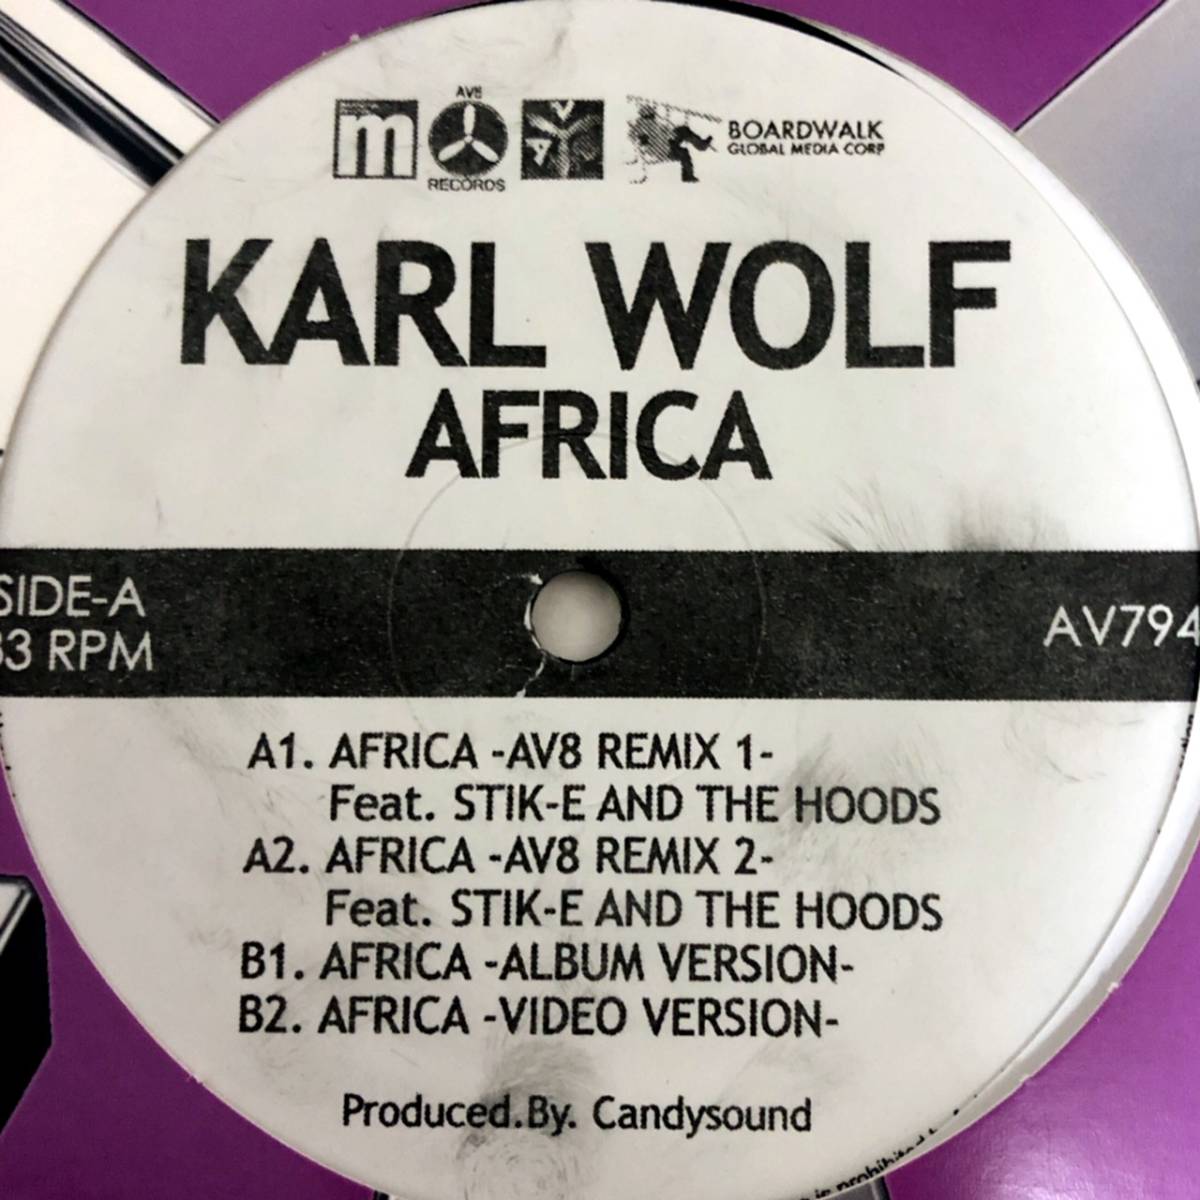 m
AV8
RECORDS
BOARDWALK
GLOBAL MEDIA CORP
KARL WOLF
AFRICA
SIDE-A
33 RPM
AV794
A1. AFRICA -AV8 REMIX 1-
Feat. STIK-E AND THE HOODS
A2. AFRICA -AV8 REMIX 2-
Feat. STIK-E AND THE HOODS
B1. AFRICA -ALBUM VERSION-
B2. AFRICA -VIDEO VERSION-
Produced.By. Candysound
is prohibited